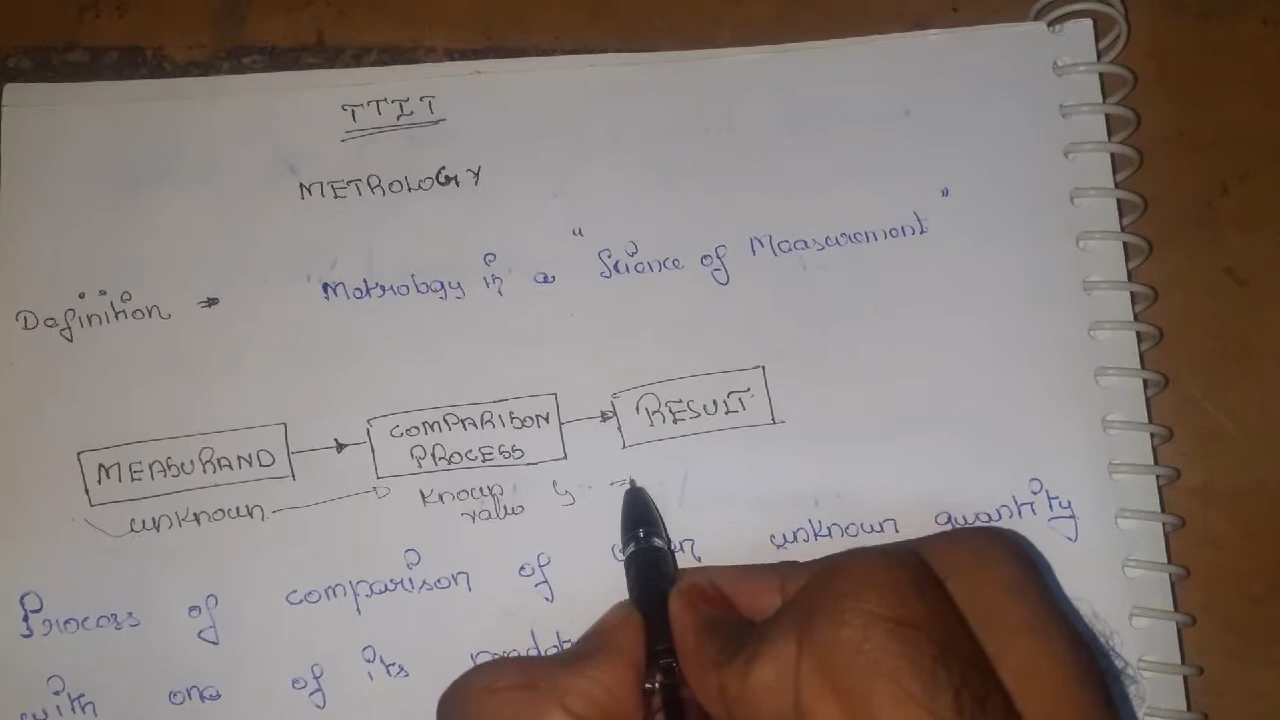 TTIT
METROLOGY
Definition → Metrology is a "Science of Measurement"
MEASURAND → COMPARISON PROCESS → RESULT
unknown → known value
Process of comparison of an unknown quantity
with one of its